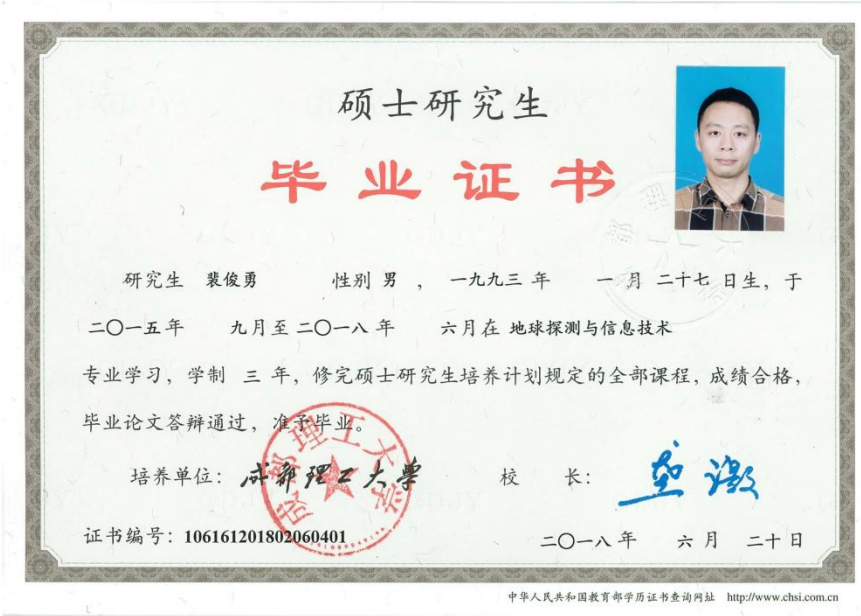 硕士研究生
毕业证书
研究生 裴俊勇 性别 男 ，一九九三 年 一 月 二十七 日生，于
二〇一五年 九月至二〇一八年 六月在 地球探测与信息技术
专业学习，学制 三 年，修完硕士研究生培养计划规定的全部课程，成绩合格，
毕业论文答辩通过，准予毕业。
培养单位：成都理工大学 校 长：
成都理工大学
证书编号：106161201802060401 二〇一八年 六月 二十日
中华人民共和国教育部学历证书查询网址 http://www.chsi.com.cn